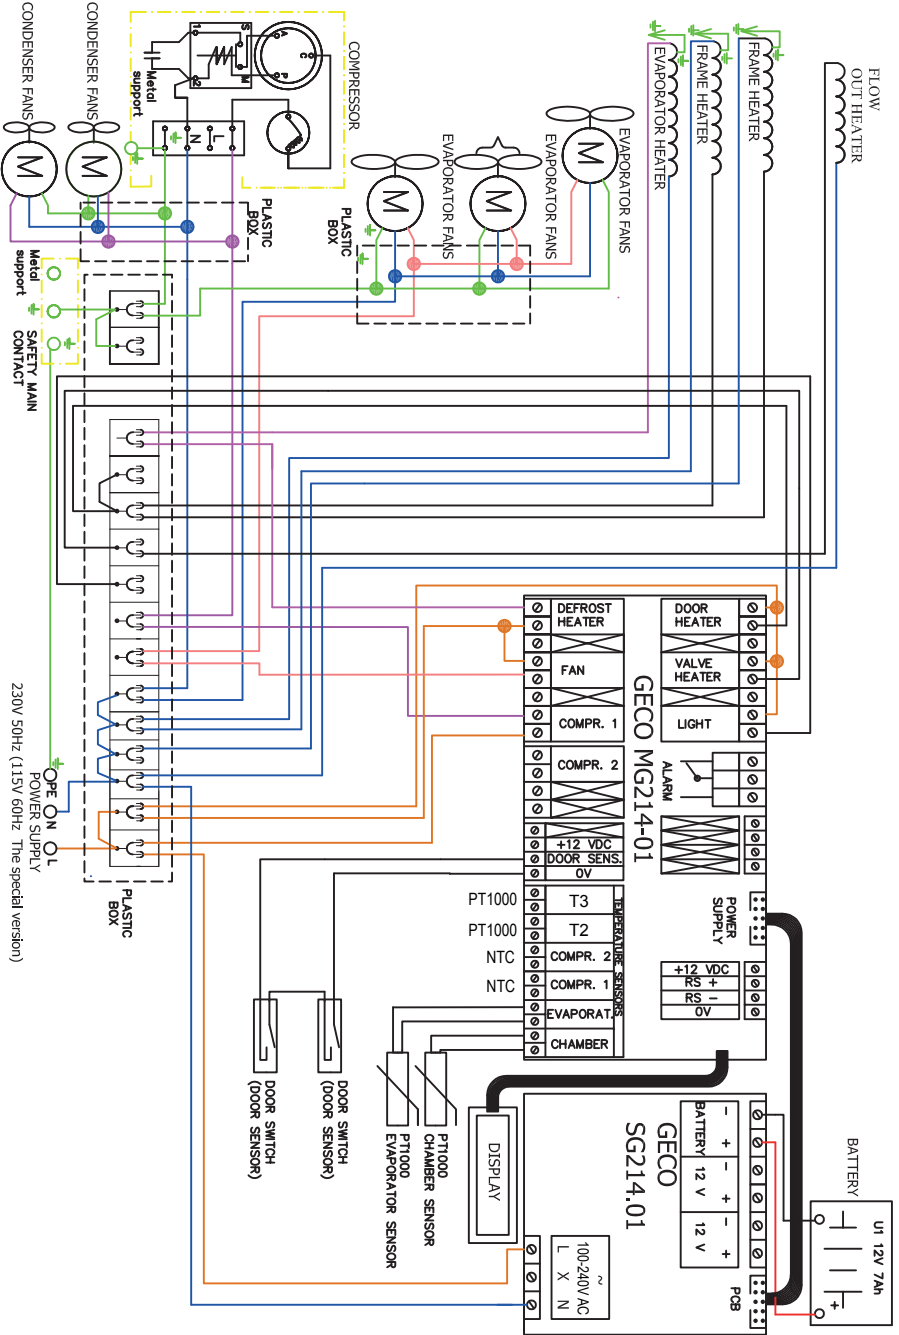 CONDENSER FANS
CONDENSER FANS
M
M
COMPRESSOR
1
2
S
M
A
C
P
Metal
support
N
L
PLASTIC
BOX
EVAPORATOR FANS
EVAPORATOR FANS
EVAPORATOR FANS
M
M
M
PLASTIC
BOX
EVAPORATOR HEATER
FRAME HEATER
FRAME HEATER
FLOW
OUT HEATER
Metal
support
SAFETY MAIN
CONTACT
PE
N
L
POWER SUPPLY
230V 50Hz (115V 60Hz The special version)
PLASTIC
BOX
GECO MG214-01
DEFROST
HEATER
FAN
COMPR. 1
COMPR. 2
+12 VDC
DOOR SENS.
0V
T3
T2
COMPR. 2
COMPR. 1
EVAPORAT.
CHAMBER
TEMPERATURE SENSORS
PT1000
PT1000
NTC
NTC
DOOR
HEATER
VALVE
HEATER
LIGHT
ALARM
POWER
SUPPLY
+12 VDC
RS +
RS -
0V
DOOR SWITCH
(DOOR SENSOR)
DOOR SWITCH
(DOOR SENSOR)
PT1000
CHAMBER SENSOR
PT1000
EVAPORATOR SENSOR
DISPLAY
GECO
SG214.01
- +
BATTERY
- +
12 V
- +
12 V
PCB
~
100-240V AC
L X N
BATTERY
U1 12V 7Ah
+